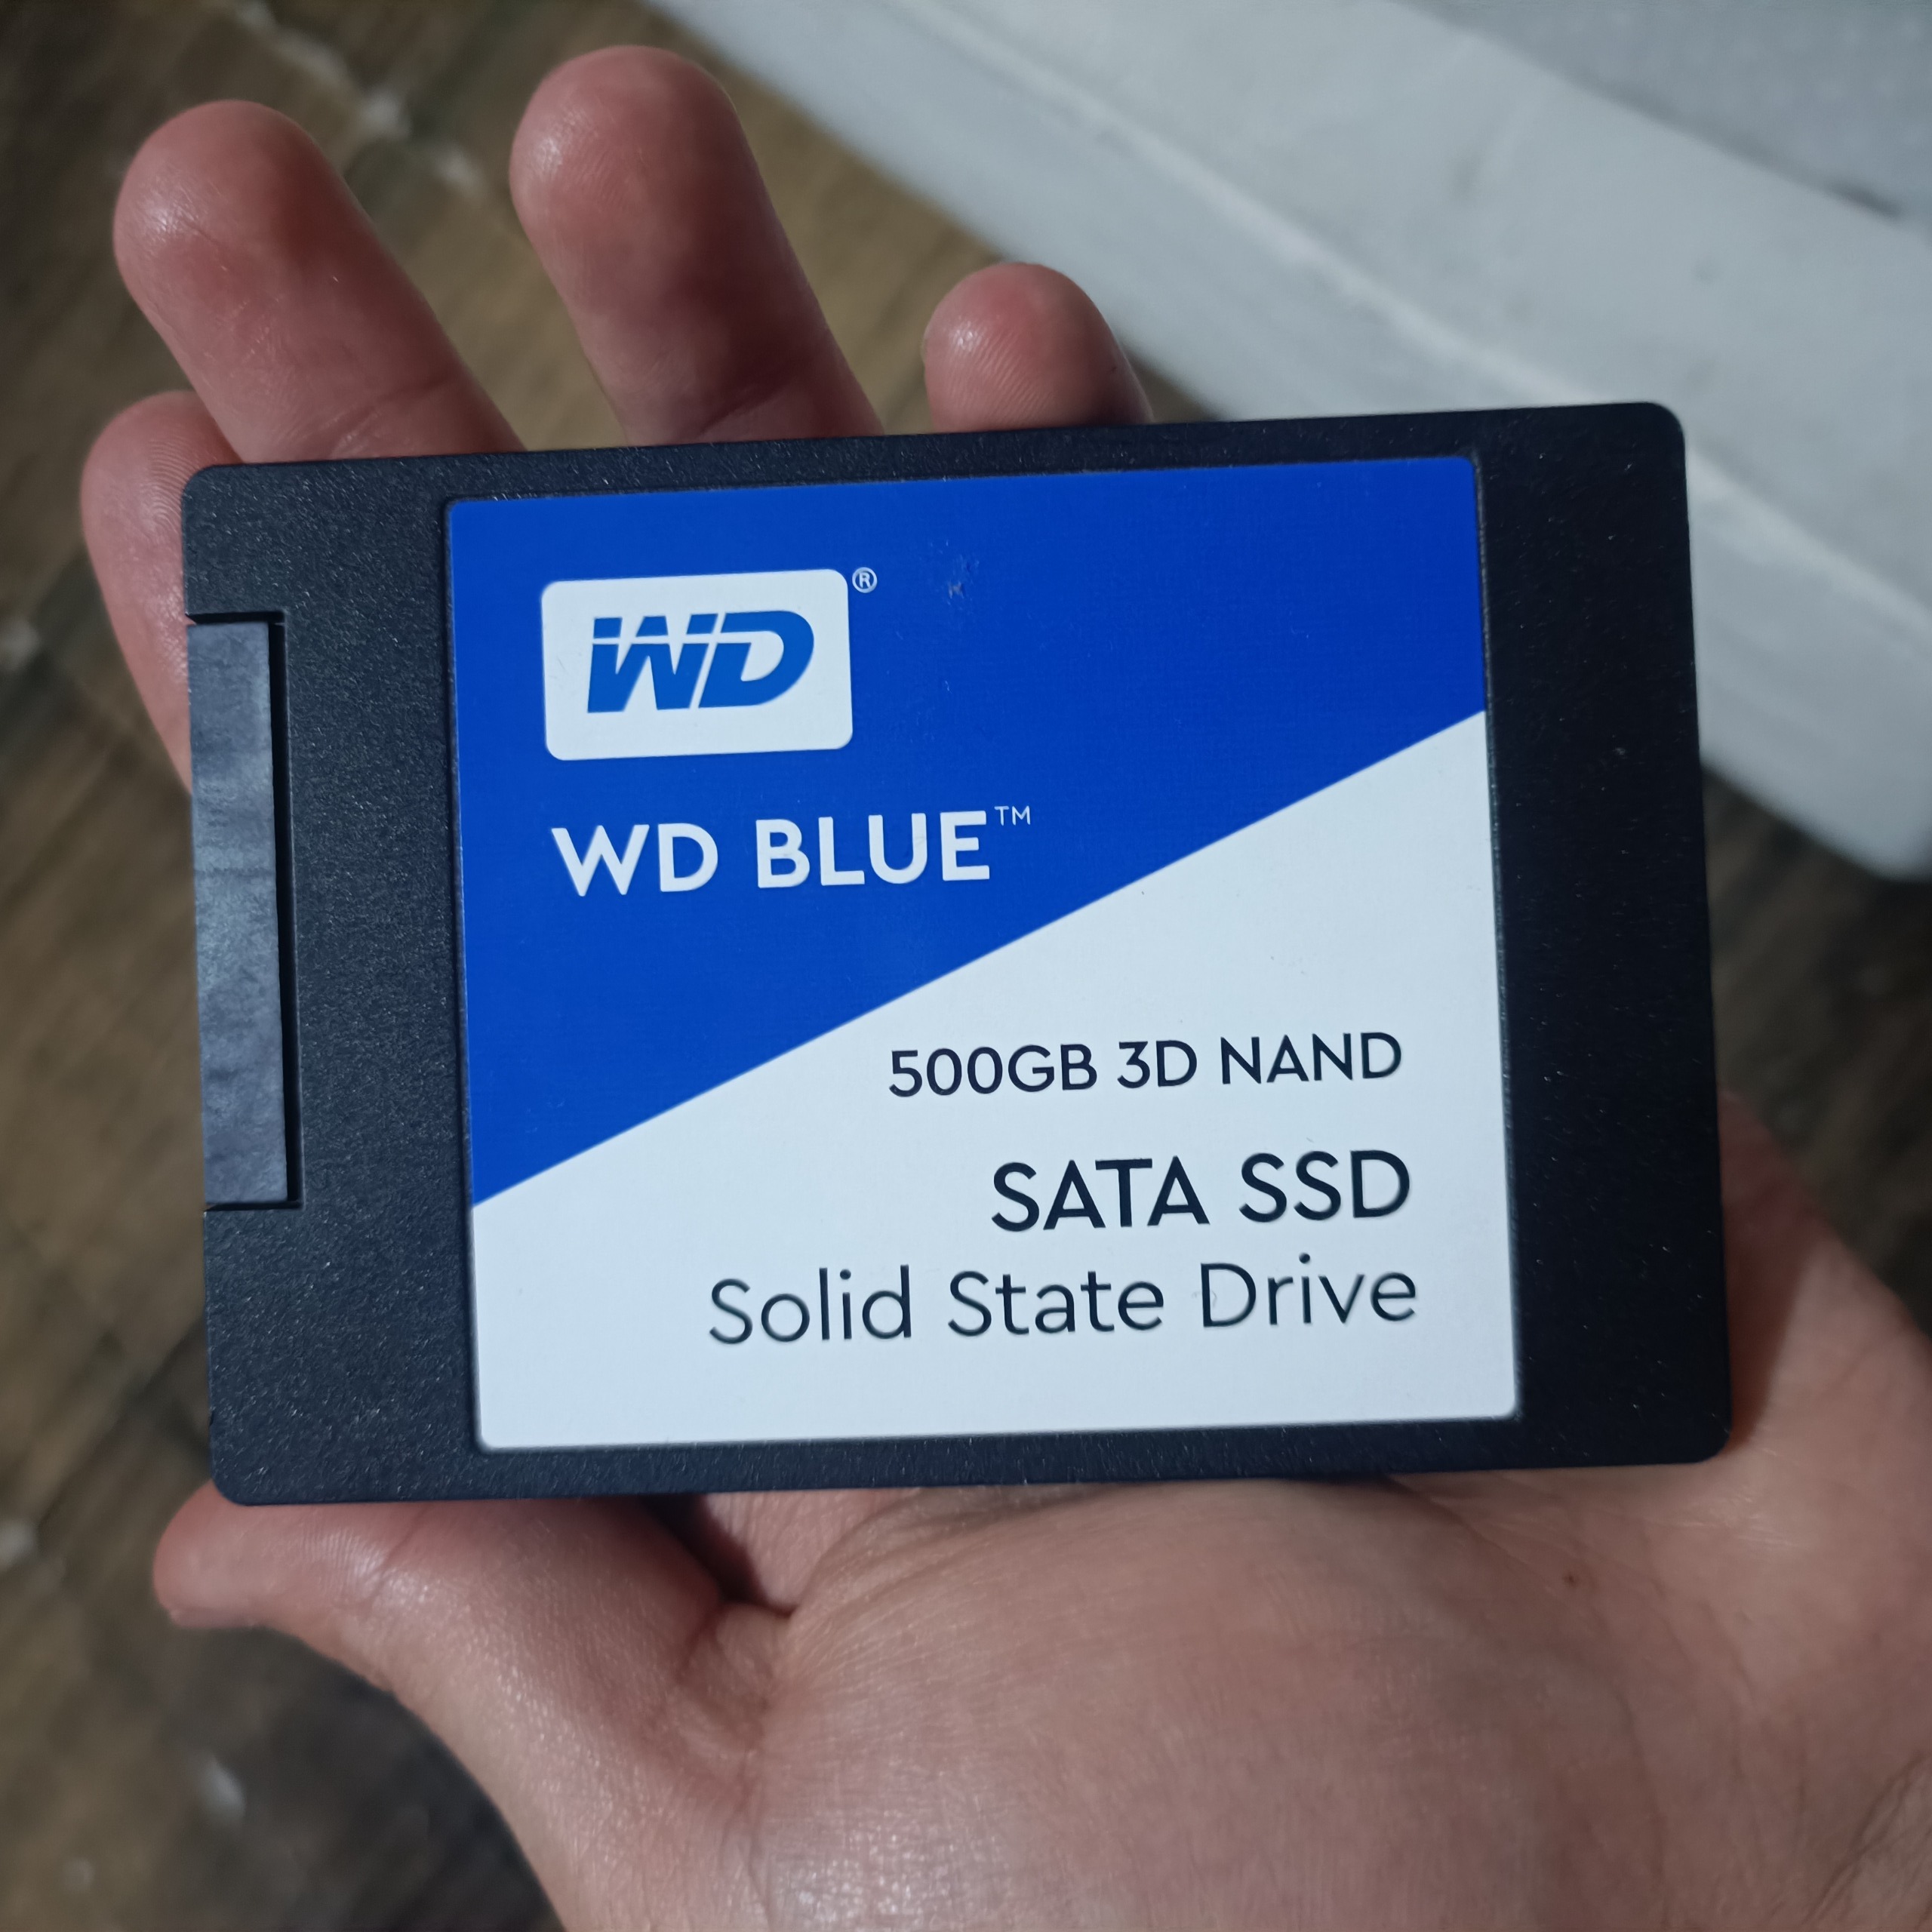 WD®
WD BLUE™
500GB 3D NAND
SATA SSD
Solid State Drive